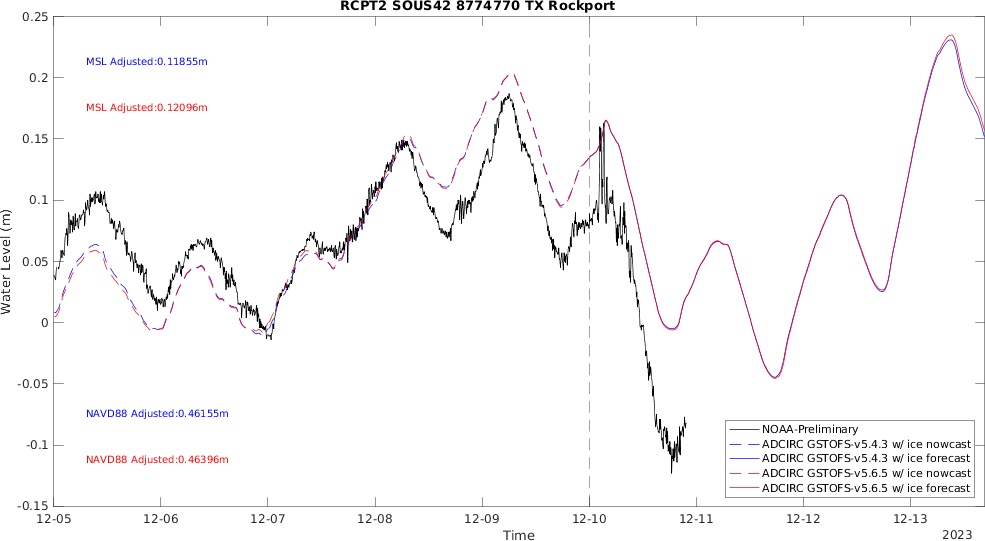 RCPT2 SOUS42 8774770 TX Rockport
0.25
0.2
0.15
0.1
0.05
0
-0.05
-0.1
-0.15
Water Level (m)
MSL Adjusted:0.11855m
MSL Adjusted:0.12096m
NAVD88 Adjusted:0.46155m
NAVD88 Adjusted:0.46396m
NOAA-Preliminary
ADCIRC GSTOFS-v5.4.3 w/ ice nowcast
ADCIRC GSTOFS-v5.4.3 w/ ice forecast
ADCIRC GSTOFS-v5.6.5 w/ ice nowcast
ADCIRC GSTOFS-v5.6.5 w/ ice forecast
12-05 12-06 12-07 12-08 12-09 12-10 12-11 12-12 12-13
Time
2023